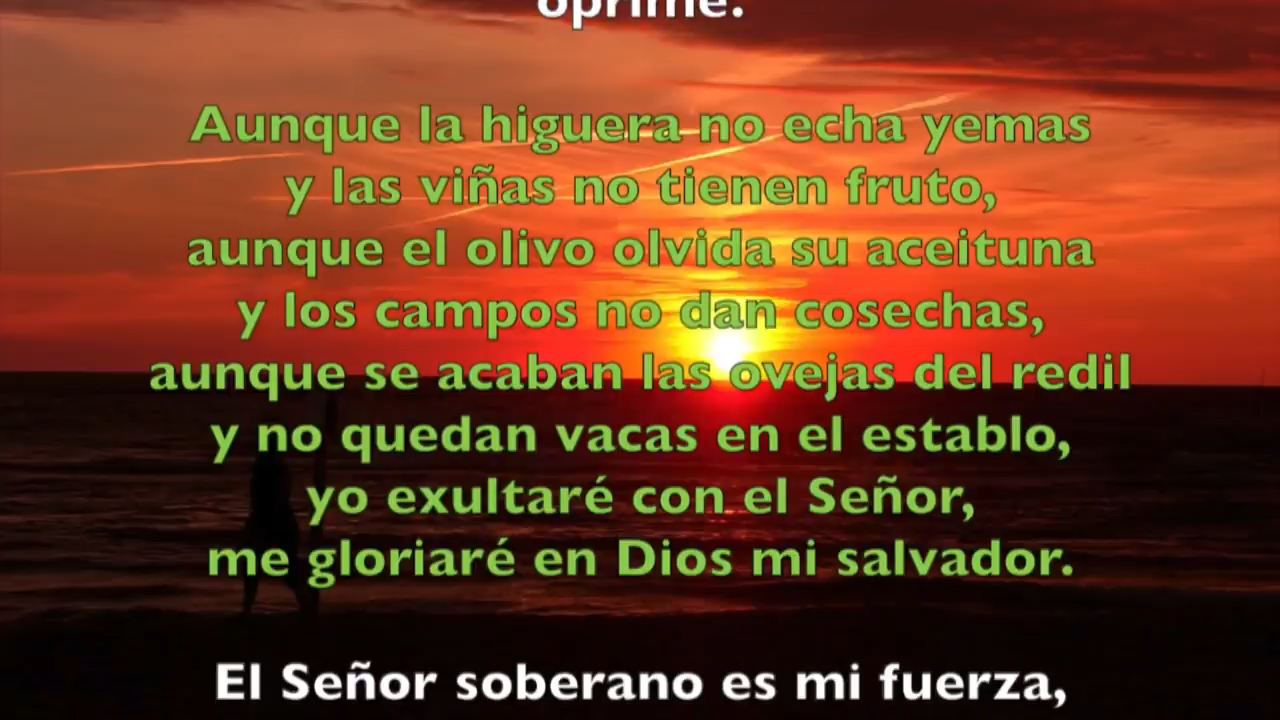 oprime.
Aunque la higuera no echa yemas
y las viñas no tienen fruto,
aunque el olivo olvida su aceituna
y los campos no dan cosechas,
aunque se acaban las ovejas del redil
y no quedan vacas en el establo,
yo exultaré con el Señor,
me gloriaré en Dios mi salvador.
El Señor soberano es mi fuerza,